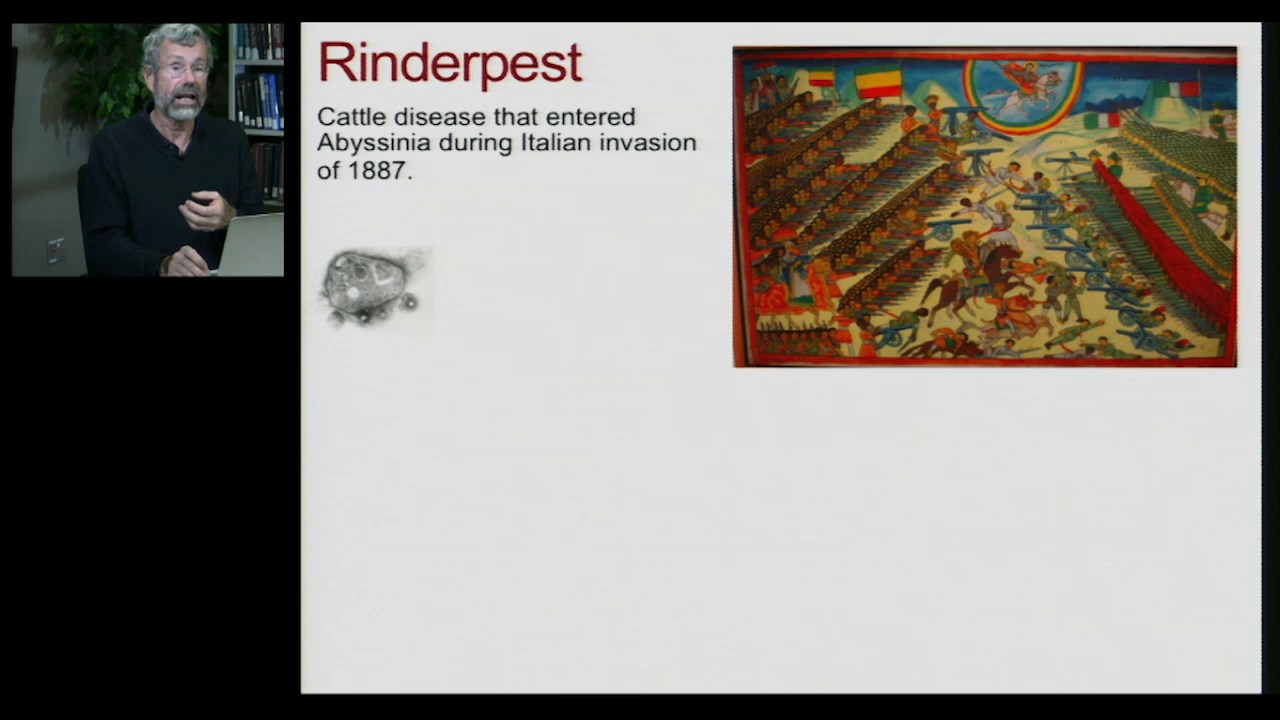 Rinderpest
Cattle disease that entered
Abyssinia during Italian invasion
of 1887.